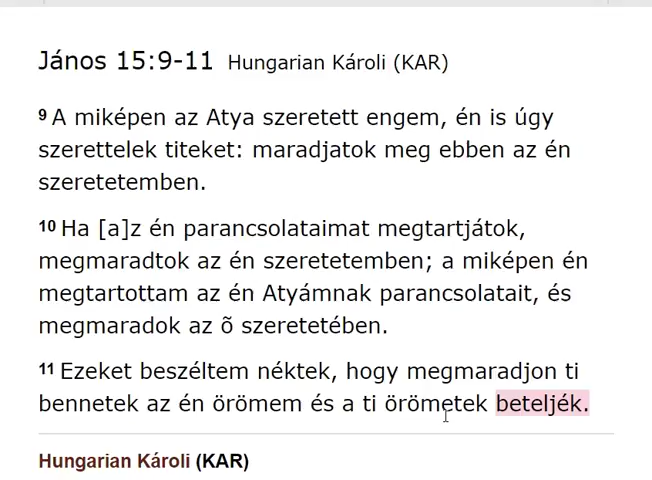 János 15:9-11 Hungarian Károli (KAR)
9 A miképen az Atya szeretett engem, én is úgy
szerettelek titeket: maradjatok meg ebben az én
szeretetemben.
10 Ha [a]z én parancsolataimat megtartjátok,
megmaradtok az én szeretetemben; a miképen én
megtartottam az én Atyámnak parancsolatait, és
megmaradok az õ szeretetében.
11 Ezeket beszéltem néktek, hogy megmaradjon ti
bennetek az én örömem és a ti örömetek beteljék.
Hungarian Károli (KAR)